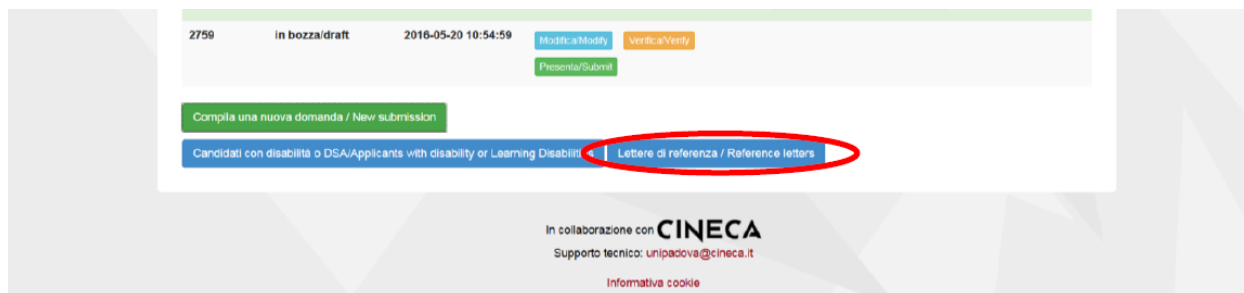 2759 in bozza/draft 2016-05-20 10:54:59 Modifica/Modify Verifica/Verify
Presenta/Submit
Compila una nuova domanda / New submission
Candidati con disabilità o DSA/Applicants with disability or Learning Disabilities Lettere di referenza / Reference letters
In collaborazione con CINECA
Supporto tecnico: unipadova@cineca.it
Informativa cookie